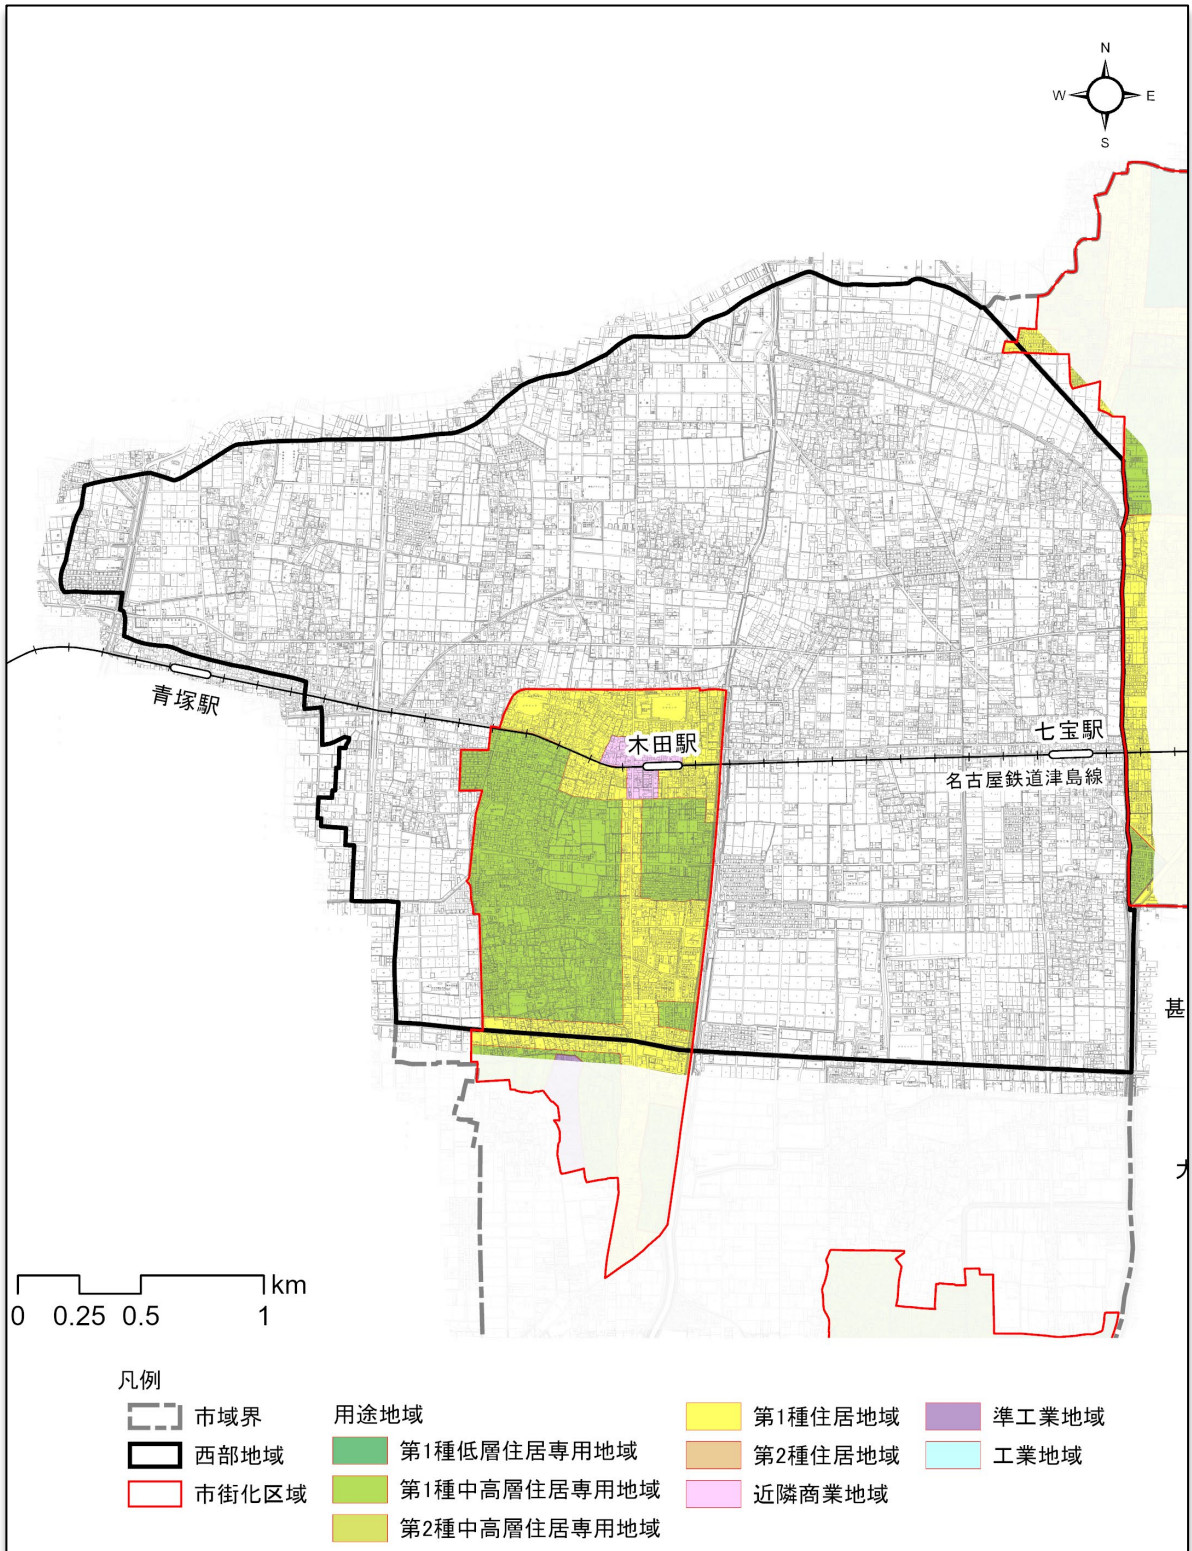 N
W E
S
青塚駅
木田駅
七宝駅
名古屋鉄道津島線
甚
km
0 0.25 0.5 1
凡例
市域界
西部地域
市街化区域
用途地域
第1種低層住居専用地域
第1種中高層住居専用地域
第2種中高層住居専用地域
第1種住居地域
第2種住居地域
近隣商業地域
準工業地域
工業地域